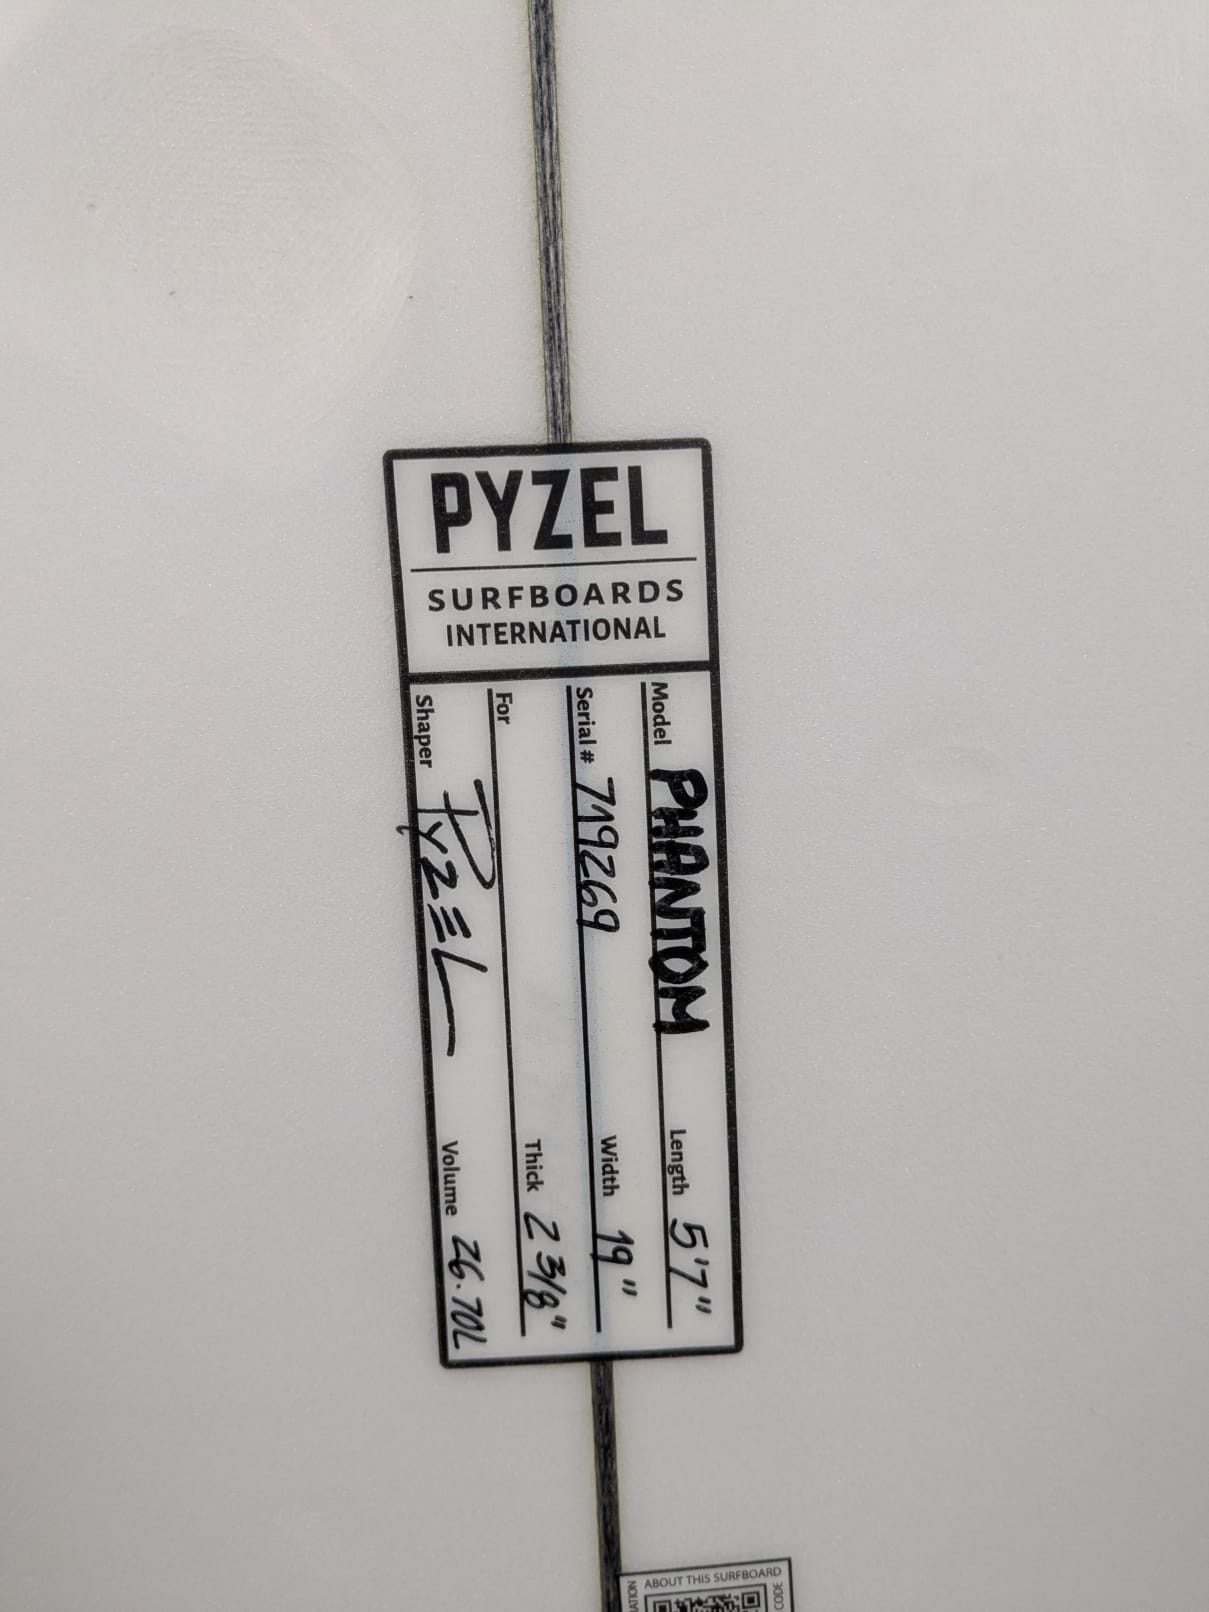 PYZEL
SURFBOARDS
INTERNATIONAL
Model PHANTOM Length 5'7"
Serial # 719269 Width 19"
For Thick 2 3/8"
Shaper PYZEL Volume 26.70L
ABOUT THIS SURFBOARD
CODE